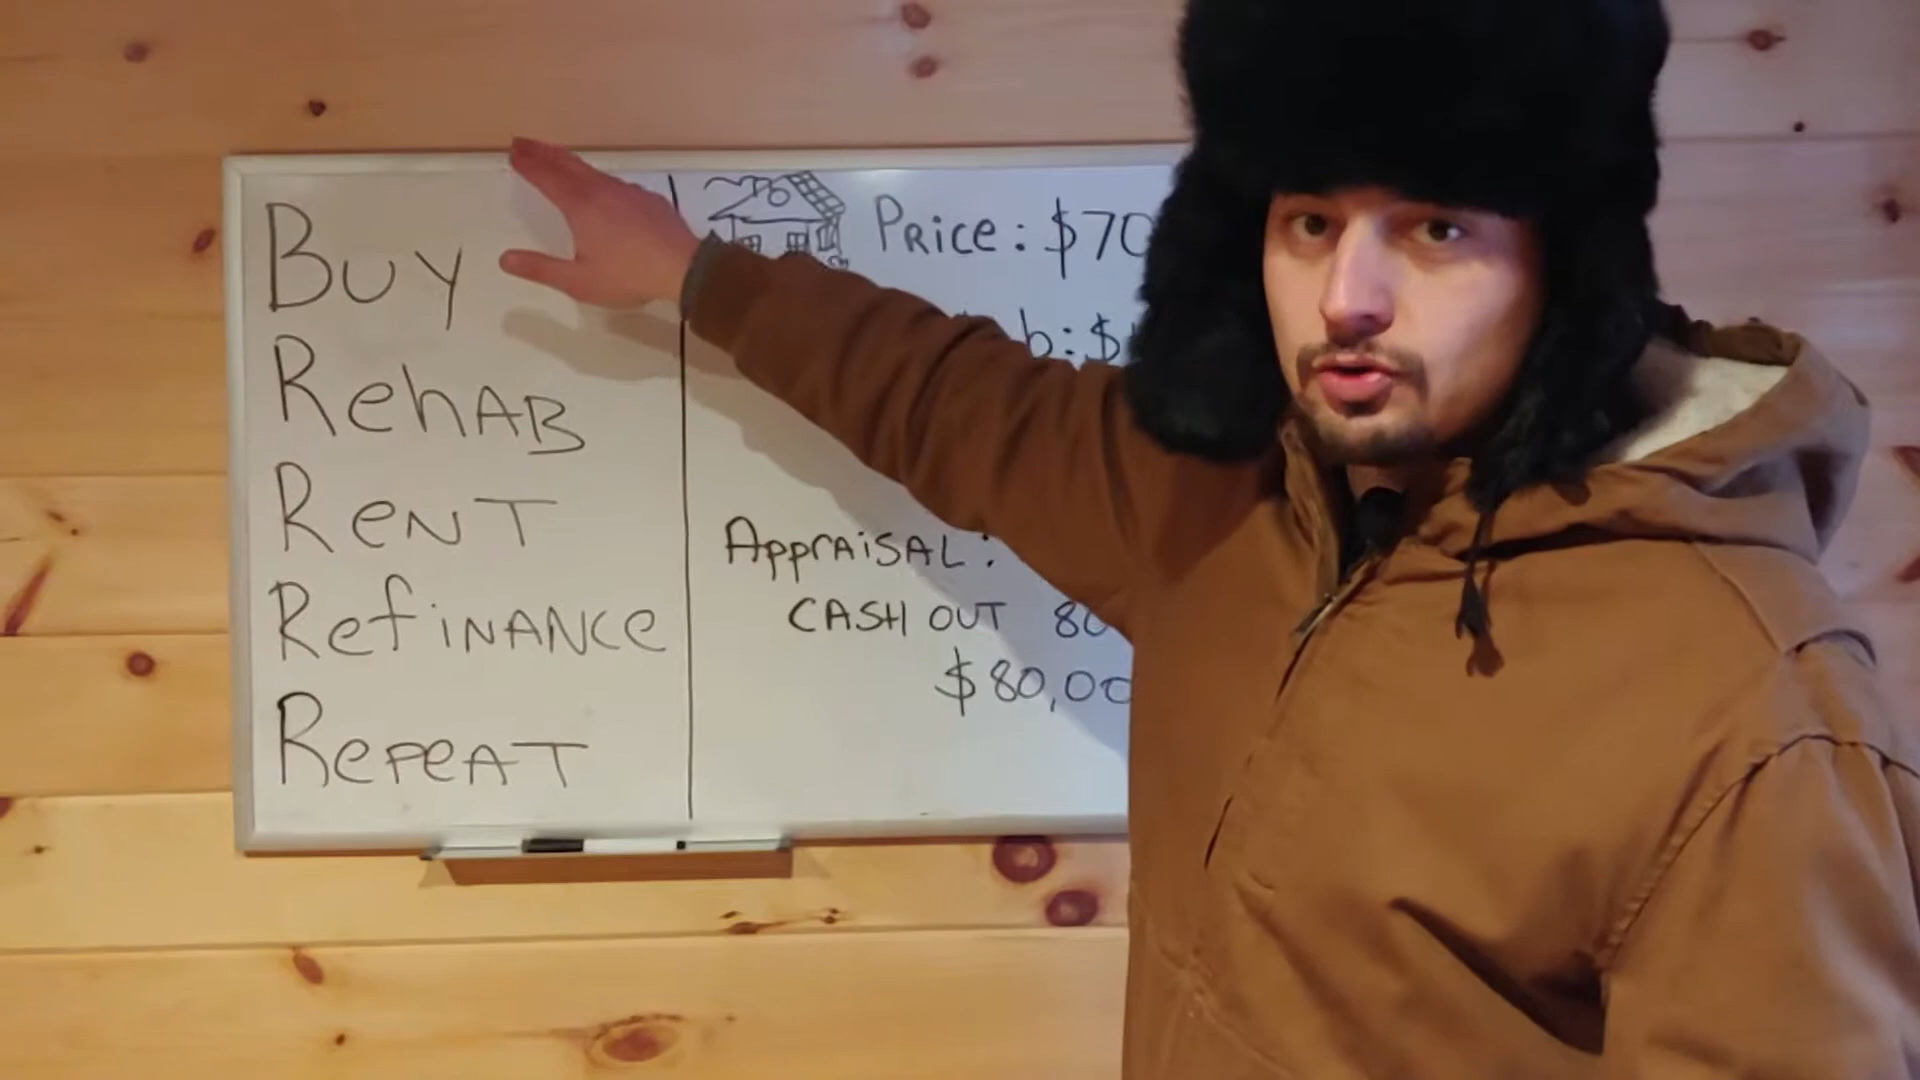 Buy
Rehab
Rent
Refinance
Repeat
Price: $70
b: $
Appraisal:
CASH OUT 80
$80,00